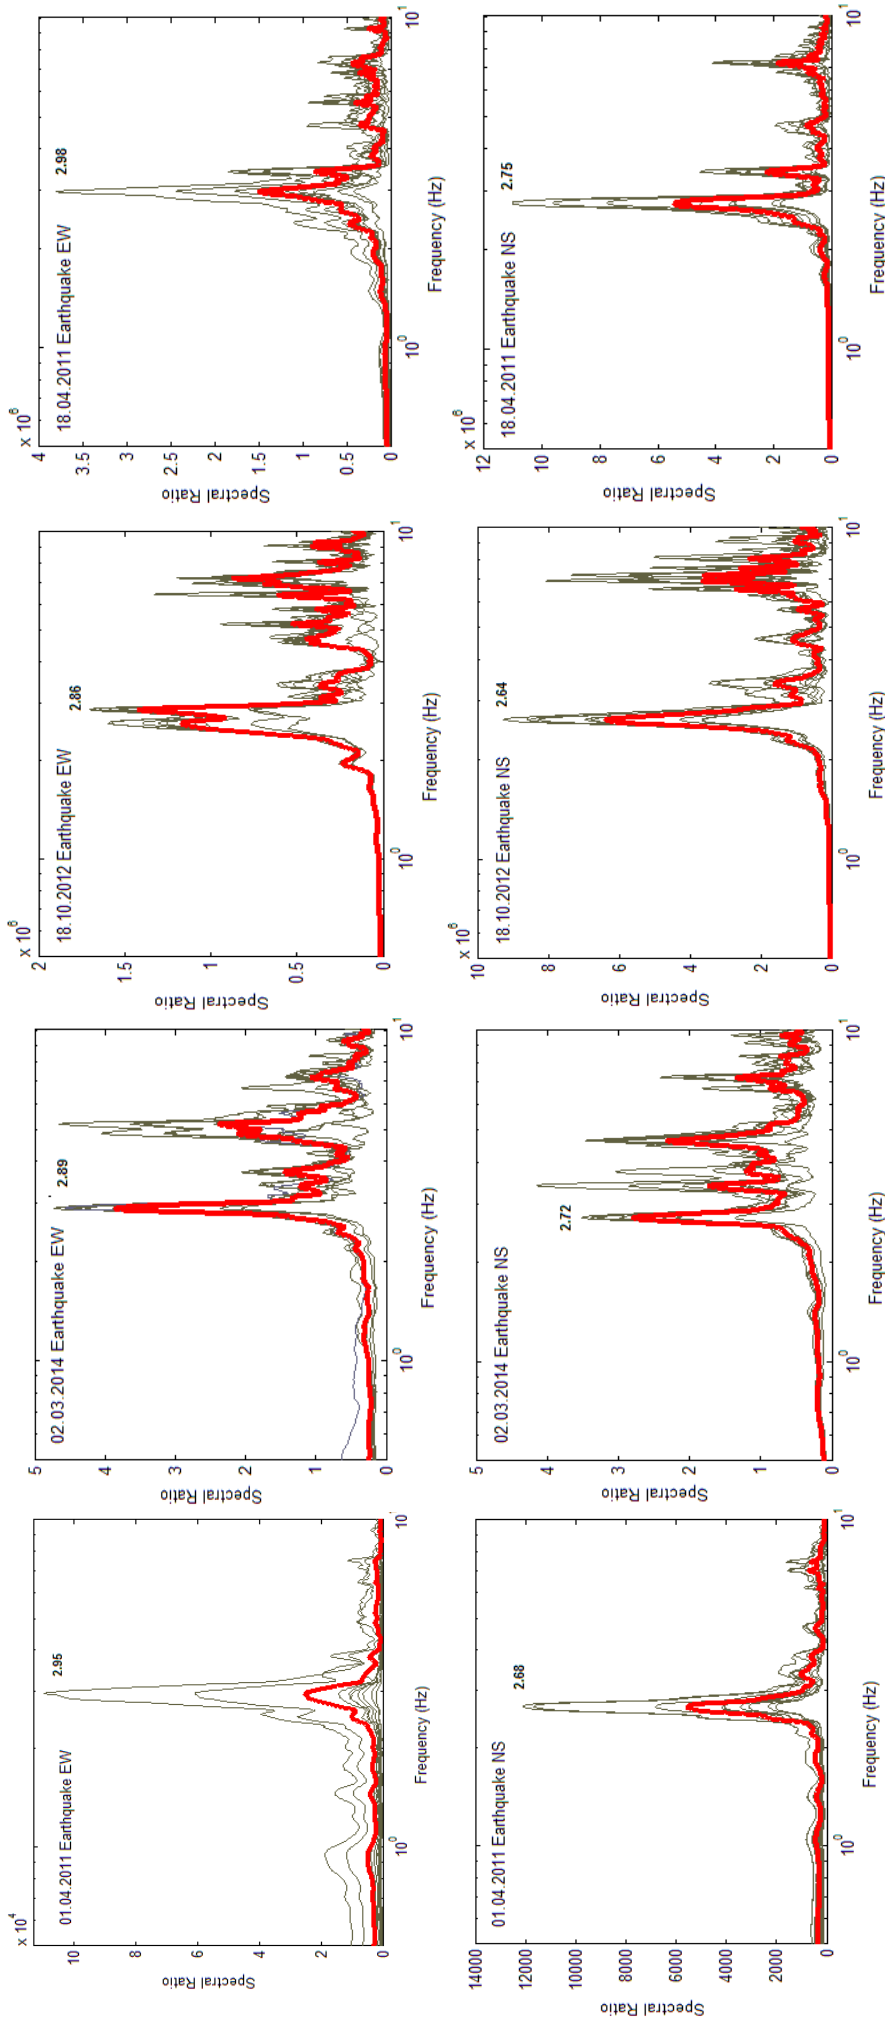 x 10^4
01.04.2011 Earthquake EW
2.95
10
8
6
4
2
0
Spectral Ratio
10^0
10^1
Frequency (Hz)
02.03.2014 Earthquake EW
2.89
5
4
3
2
1
0
Spectral Ratio
10^0
10^1
Frequency (Hz)
x 10^6
18.10.2012 Earthquake EW
2.86
2
1.5
1
0.5
0
Spectral Ratio
10^0
10^1
Frequency (Hz)
x 10^6
18.04.2011 Earthquake EW
2.98
4
3.5
3
2.5
2
1.5
1
0.5
0
Spectral Ratio
10^0
10^1
Frequency (Hz)
01.04.2011 Earthquake NS
2.68
14000
12000
10000
8000
6000
4000
2000
0
Spectral Ratio
10^0
10^1
Frequency (Hz)
02.03.2014 Earthquake NS
2.72
5
4
3
2
1
0
Spectral Ratio
10^0
10^1
Frequency (Hz)
x 10^6
18.10.2012 Earthquake NS
2.64
10
8
6
4
2
0
Spectral Ratio
10^0
10^1
Frequency (Hz)
x 10^6
18.04.2011 Earthquake NS
2.75
12
10
8
6
4
2
0
Spectral Ratio
10^0
10^1
Frequency (Hz)